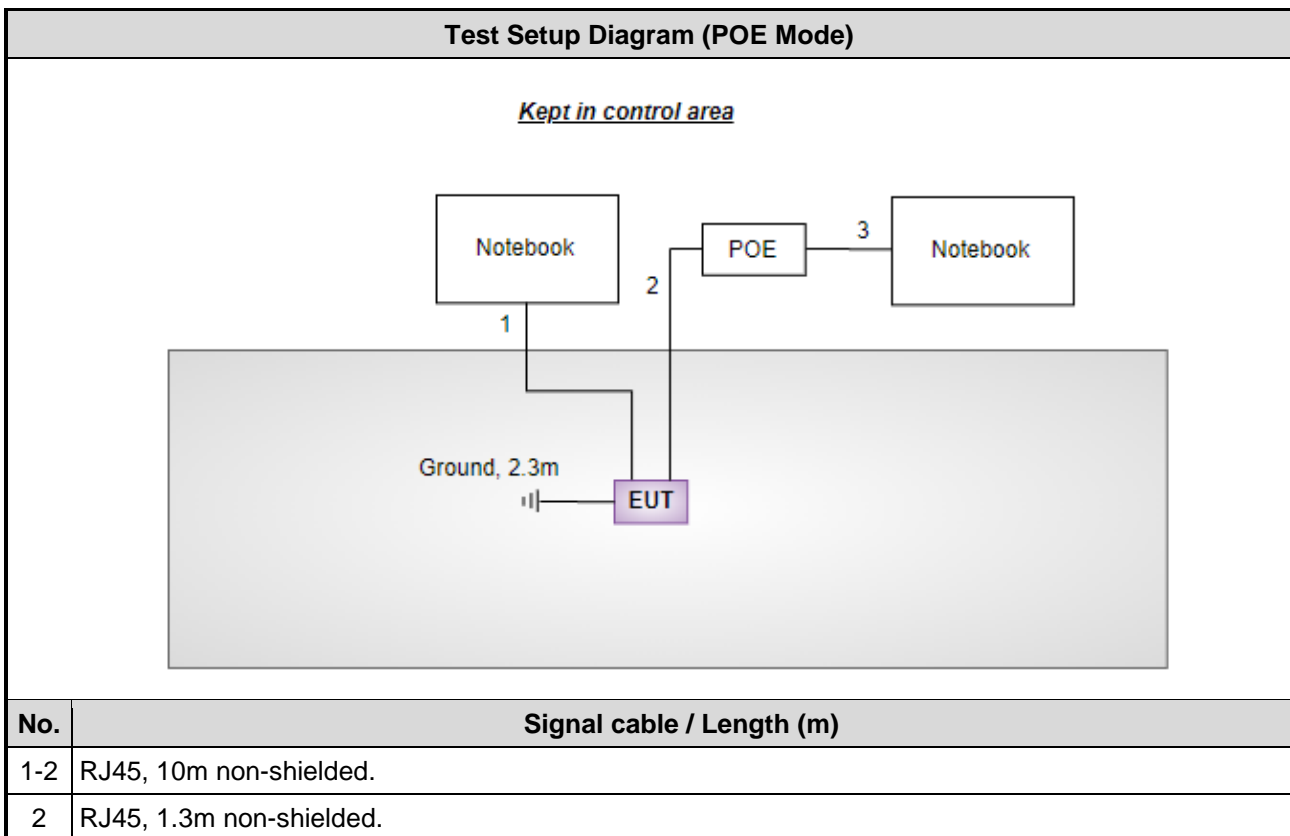 Test Setup Diagram (POE Mode)
Kept in control area
Notebook
POE
3
Notebook
2
1
Ground, 2.3m
EUT
No. Signal cable / Length (m)
1-2 RJ45, 10m non-shielded.
2 RJ45, 1.3m non-shielded.